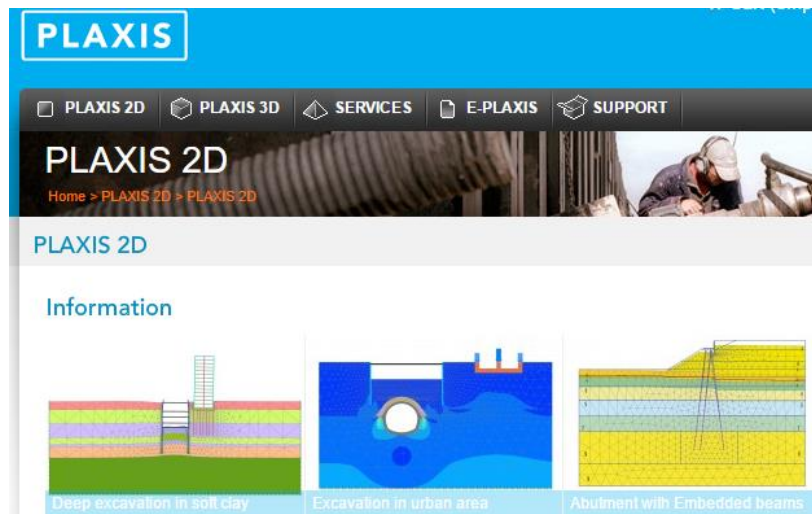 PLAXIS
PLAXIS 2D PLAXIS 3D SERVICES E-PLAXIS SUPPORT
PLAXIS 2D
Home > PLAXIS 2D > PLAXIS 2D
PLAXIS 2D
Information
Deep excavation in soft clay Excavation in urban area Abutment with Embedded beams